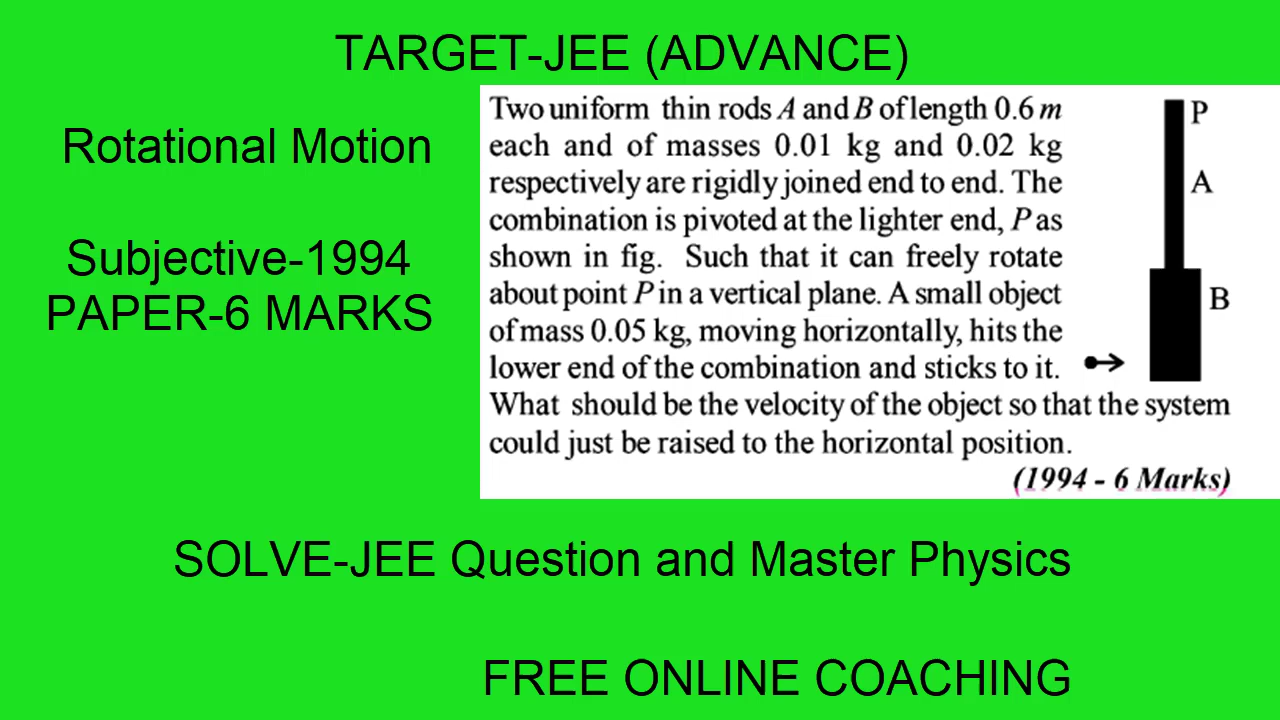 TARGET-JEE (ADVANCE)
Rotational Motion
Subjective-1994
PAPER-6 MARKS
Two uniform thin rods A and B of length 0.6 m
each and of masses 0.01 kg and 0.02 kg
respectively are rigidly joined end to end. The
combination is pivoted at the lighter end, P as
shown in fig. Such that it can freely rotate
about point P in a vertical plane. A small object
of mass 0.05 kg, moving horizontally, hits the
lower end of the combination and sticks to it.
What should be the velocity of the object so that the system
could just be raised to the horizontal position.
(1994 - 6 Marks)
P
A
B
SOLVE-JEE Question and Master Physics
FREE ONLINE COACHING